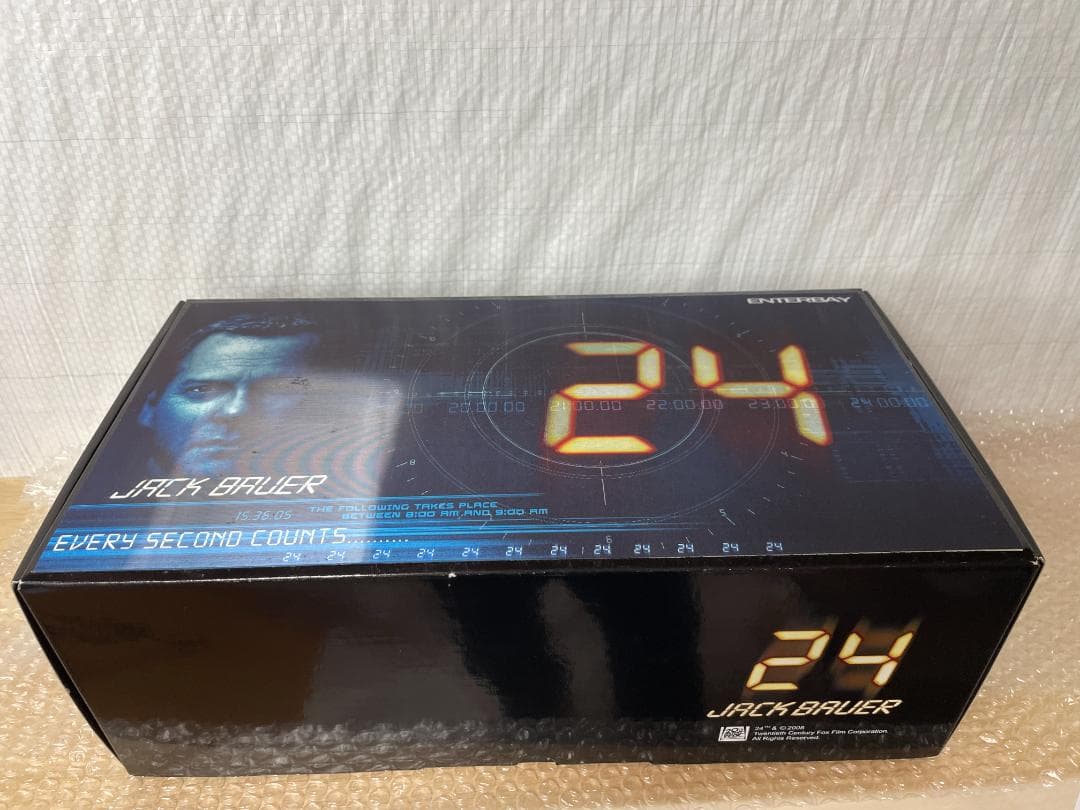 ENTERBAY
24
20:00:00 21:00:00 22:00:00 23:00:00 24:00:00
JACK BAUER
15:36:05
THE FOLLOWING TAKES PLACE
BETWEEN 8:00 AM AND 9:00 AM
EVERY SECOND COUNTS..........
24 24 24 24 24 24 24 24 24 24 24 24
24
JACK BAUER
24™ & © 2008
Twentieth Century Fox Film Corporation.
All Rights Reserved.